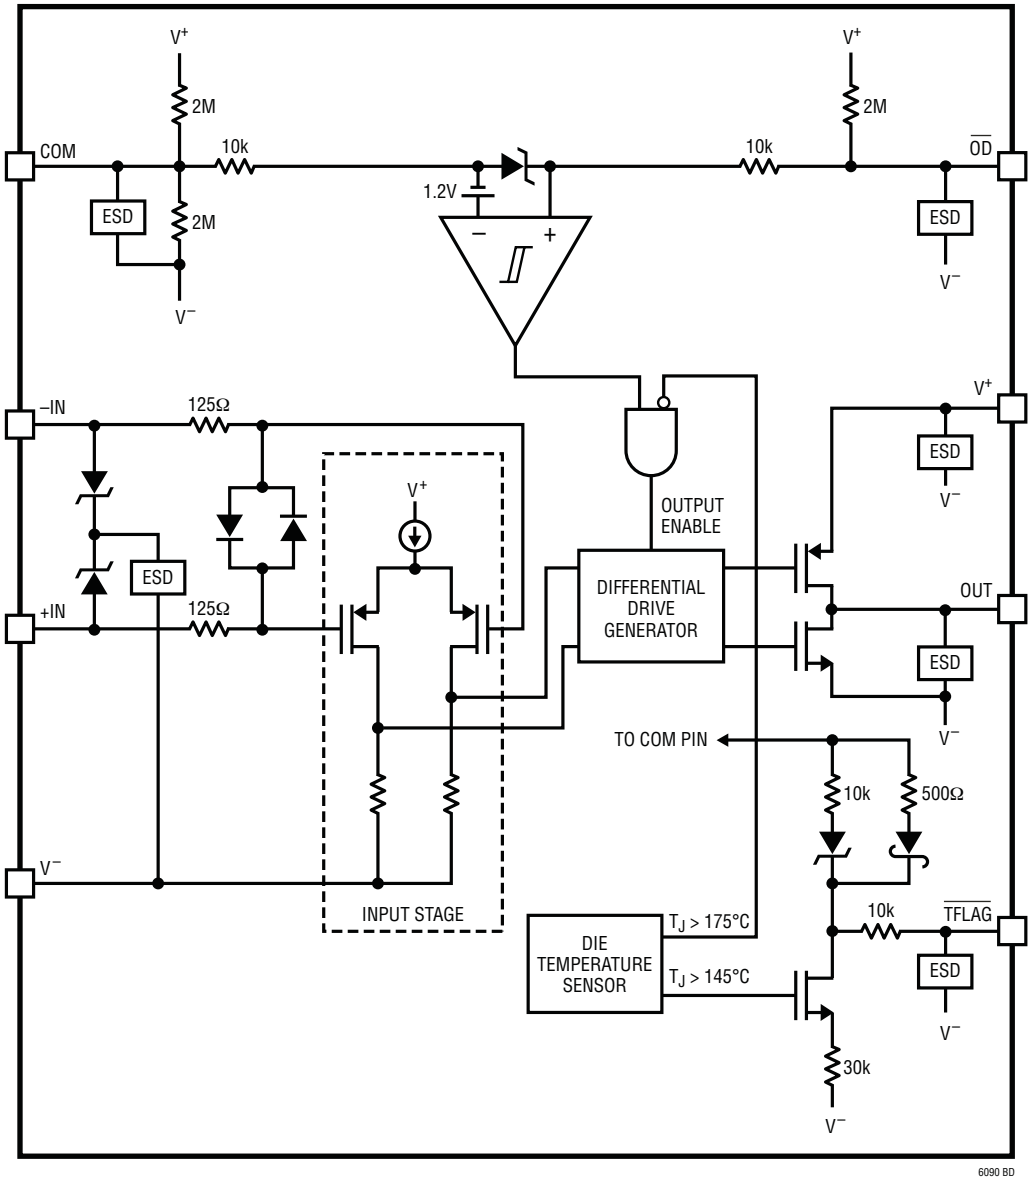 V+
V+
2M
2M
COM
10k
10k
OD
1.2V
ESD
2M
ESD
– +
V–
V–
–IN
125Ω
V+
ESD
V+
V–
OUTPUT
ENABLE
ESD
DIFFERENTIAL
DRIVE
GENERATOR
OUT
+IN
125Ω
ESD
TO COM PIN
V–
10k
500Ω
V–
INPUT STAGE
10k
TFLAG
TJ > 175°C
DIE
TEMPERATURE
SENSOR
TJ > 145°C
ESD
V–
30k
V–
6090 BD